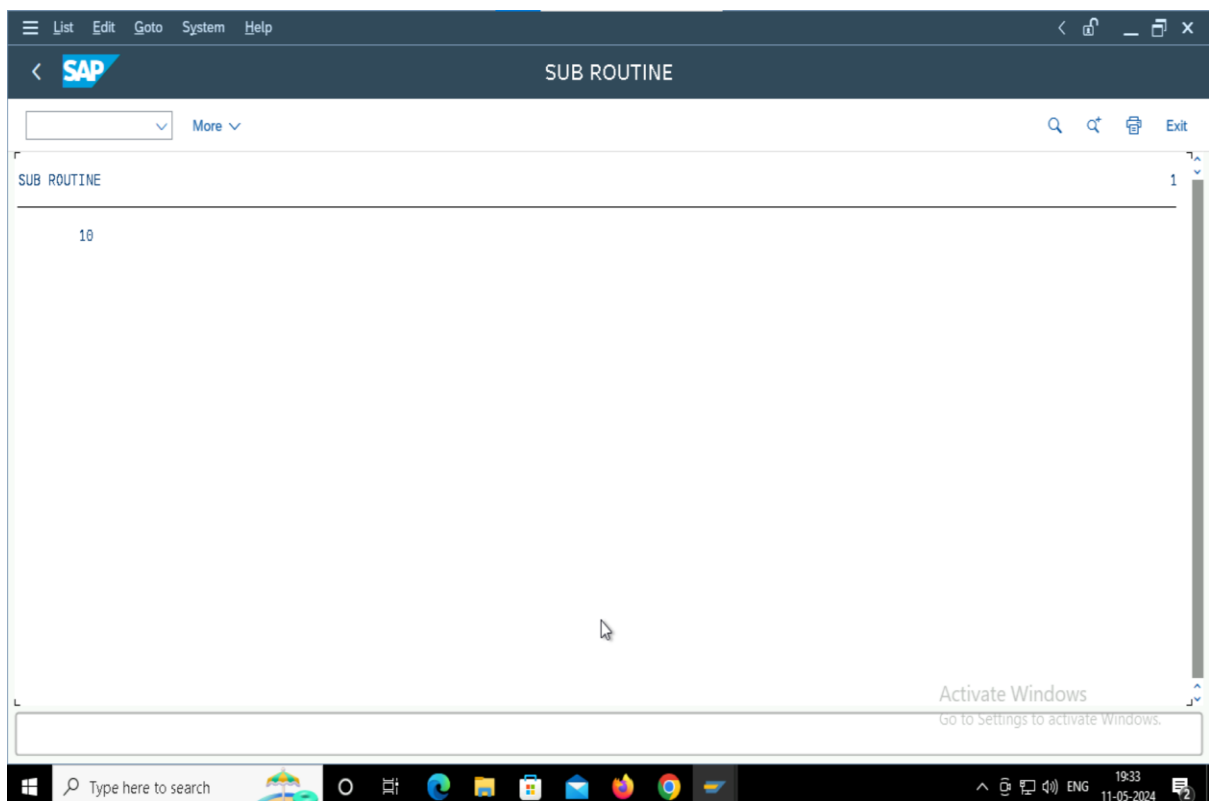 List Edit Goto System Help
SAP SUB ROUTINE
More Exit
SUB ROUTINE 1
10
Activate Windows
Go to Settings to activate Windows.
Type here to search ENG 19:33
11-05-2024 2